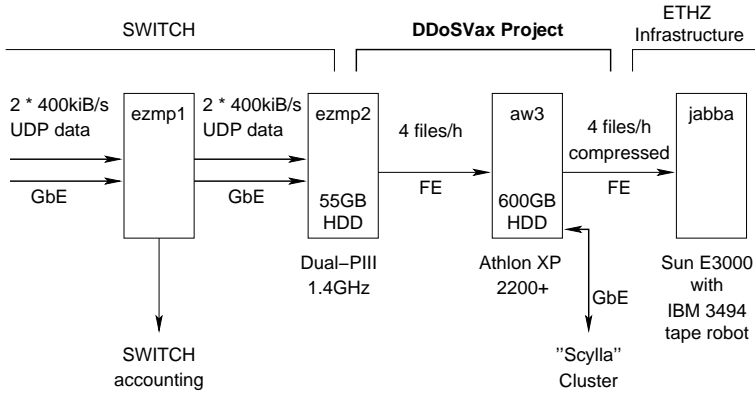 SWITCH
DDoSVax Project
ETHZ
Infrastructure
2 * 400kiB/s
UDP data
GbE
ezmp1
2 * 400kiB/s
UDP data
GbE
ezmp2
55GB
HDD
4 files/h
FE
aw3
600GB
HDD
4 files/h
compressed
FE
jabba
Dual−PIII
1.4GHz
Athlon XP
2200+
GbE
Sun E3000
with
IBM 3494
tape robot
SWITCH
accounting
"Scylla"
Cluster